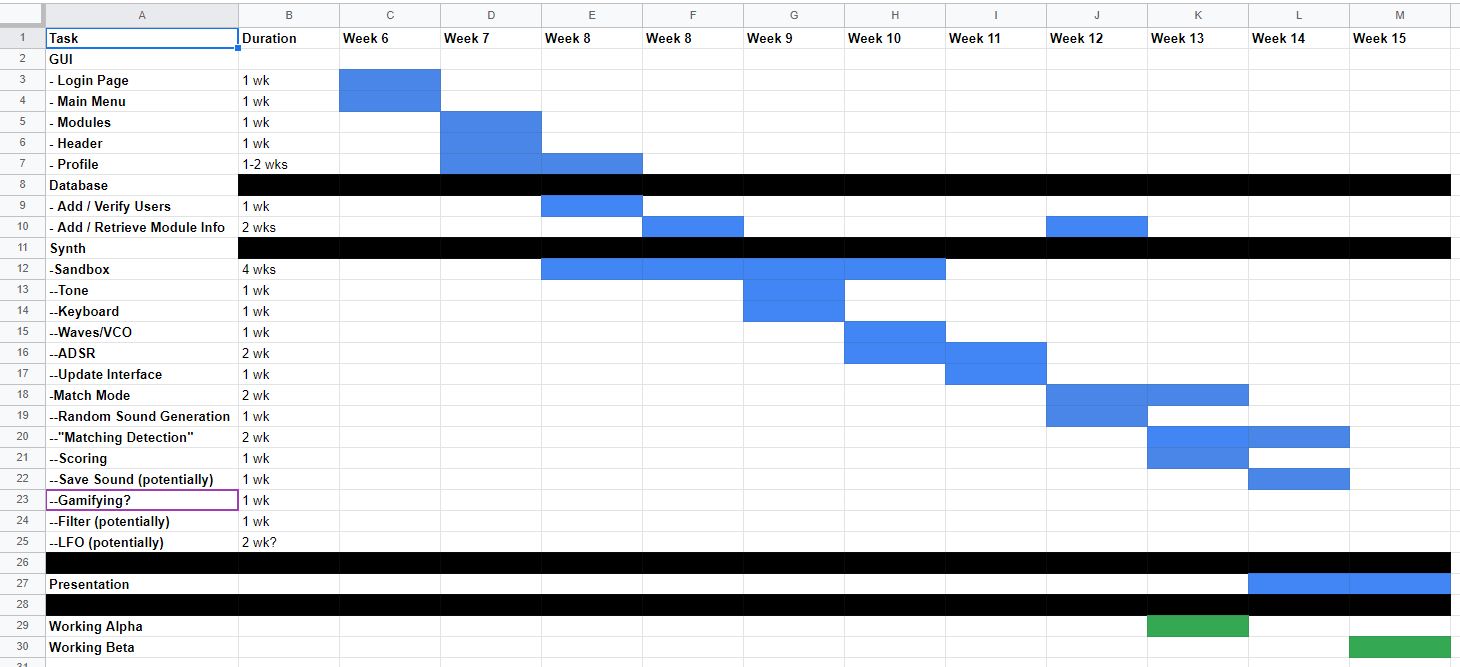 A B C D E F G H I J K L M
1 Task Duration Week 6 Week 7 Week 8 Week 8 Week 9 Week 10 Week 11 Week 12 Week 13 Week 14 Week 15
2 GUI
3 - Login Page 1 wk
4 - Main Menu 1 wk
5 - Modules 1 wk
6 - Header 1 wk
7 - Profile 1-2 wks
8 Database
9 - Add / Verify Users 1 wk
10 - Add / Retrieve Module Info 2 wks
11 Synth
12 -Sandbox 4 wks
13 --Tone 1 wk
14 --Keyboard 1 wk
15 --Waves/VCO 1 wk
16 --ADSR 2 wk
17 --Update Interface 1 wk
18 -Match Mode 2 wk
19 --Random Sound Generation 1 wk
20 --"Matching Detection" 2 wk
21 --Scoring 1 wk
22 --Save Sound (potentially) 1 wk
23 --Gamifying? 1 wk
24 --Filter (potentially) 1 wk
25 --LFO (potentially) 2 wk?
26
27 Presentation
28
29 Working Alpha
30 Working Beta
31